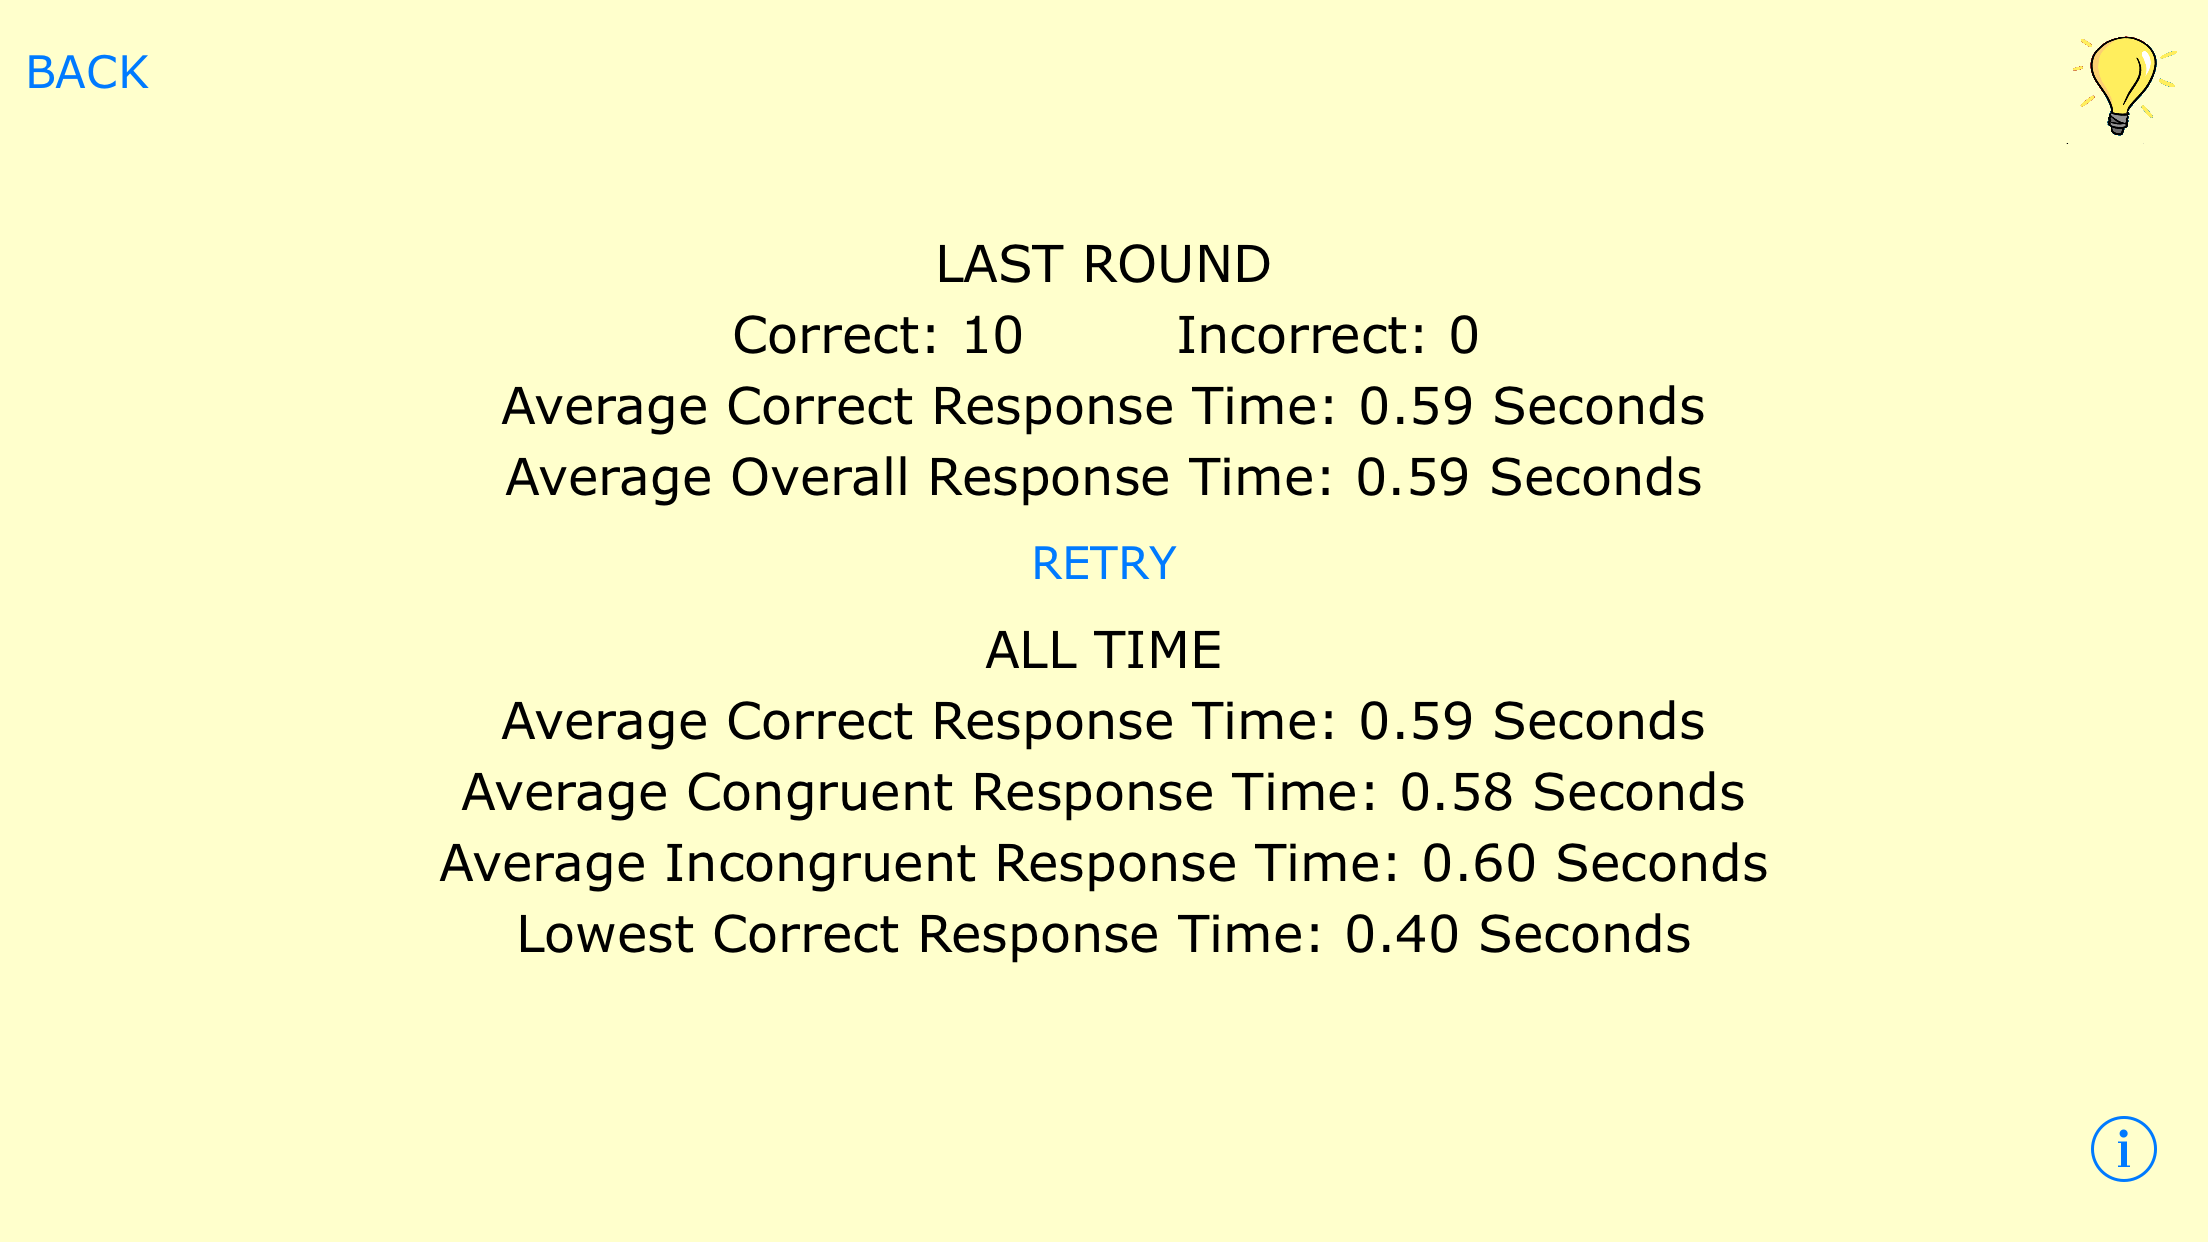 BACK
LAST ROUND
Correct: 10 Incorrect: 0
Average Correct Response Time: 0.59 Seconds
Average Overall Response Time: 0.59 Seconds
RETRY
ALL TIME
Average Correct Response Time: 0.59 Seconds
Average Congruent Response Time: 0.58 Seconds
Average Incongruent Response Time: 0.60 Seconds
Lowest Correct Response Time: 0.40 Seconds
i